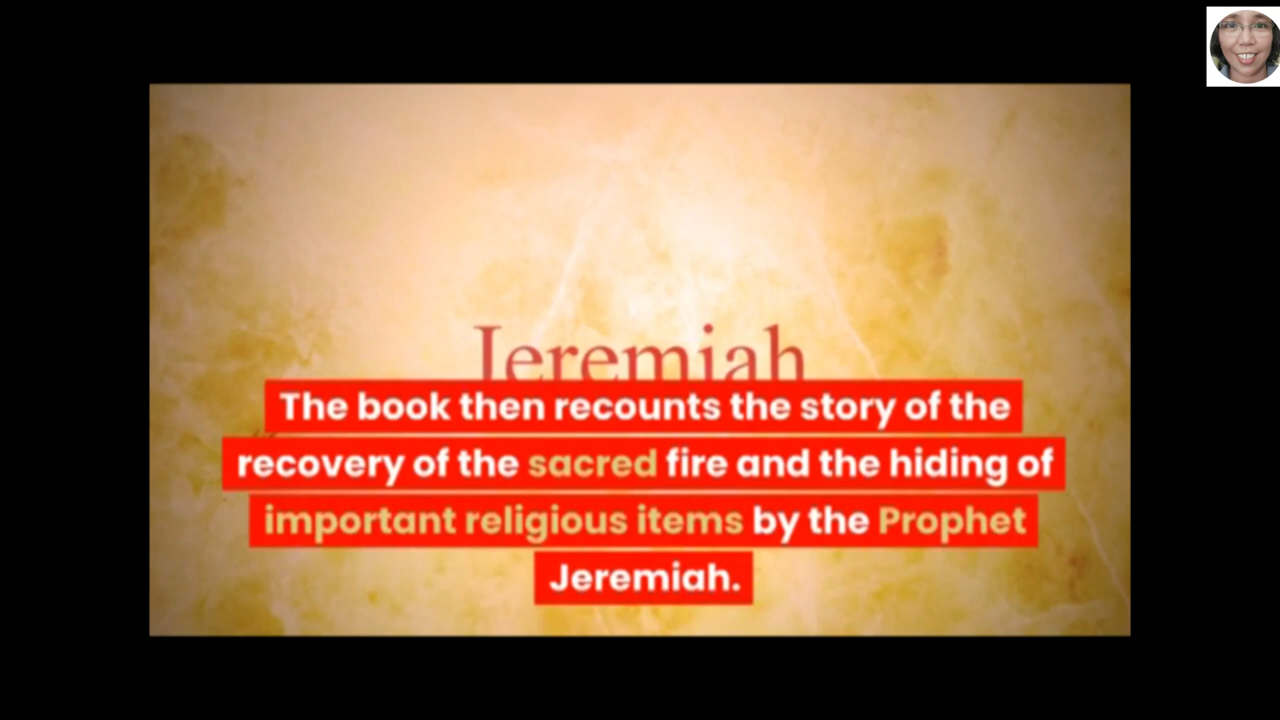 Jeremiah
The book then recounts the story of the
recovery of the sacred fire and the hiding of
important religious items by the Prophet
Jeremiah.